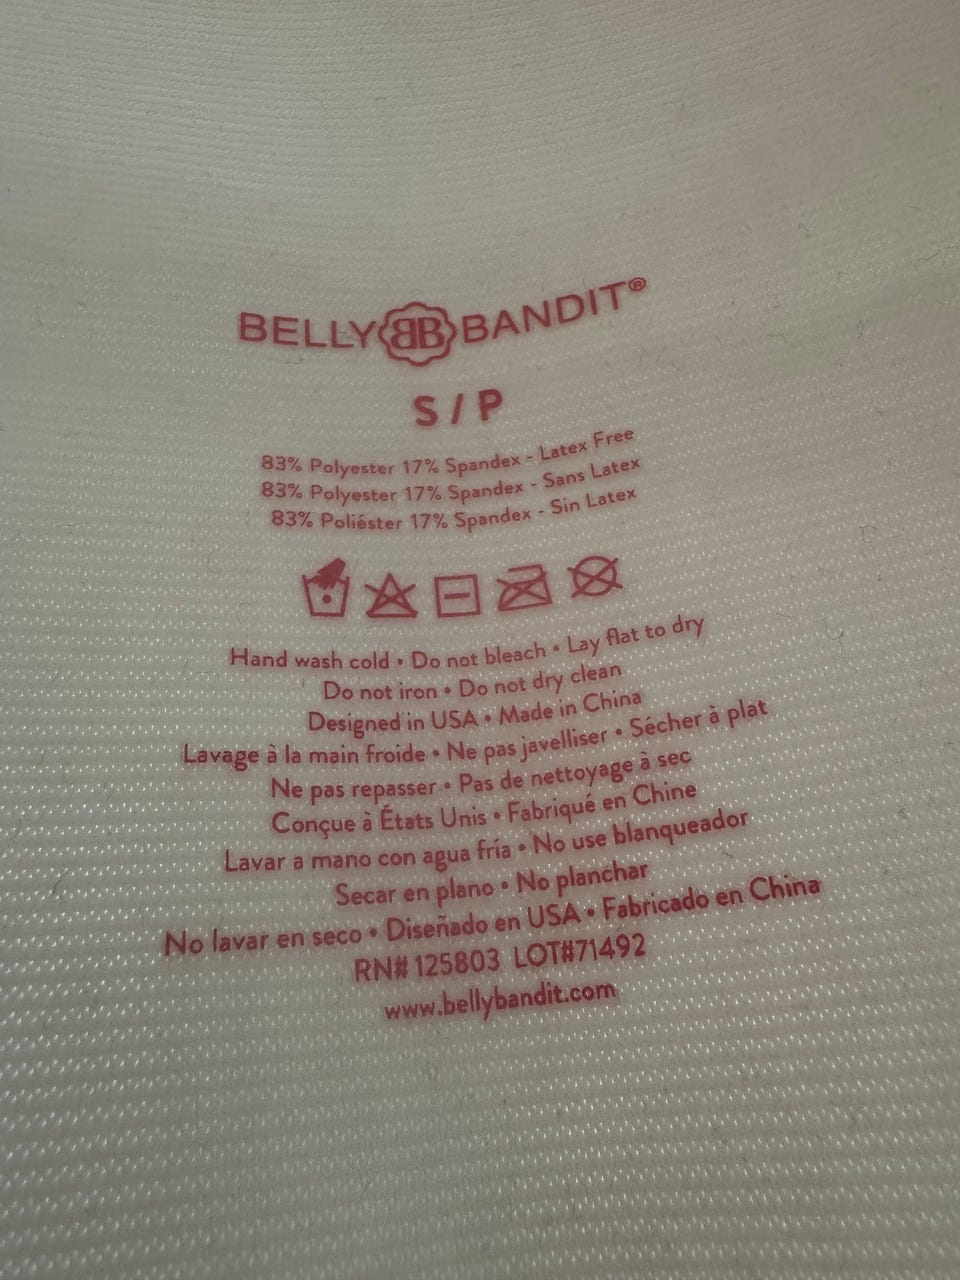 BELLY BB BANDIT®
S / P
83% Polyester 17% Spandex - Latex Free
83% Polyester 17% Spandex - Sans Latex
83% Poliéster 17% Spandex - Sin Latex
Hand wash cold • Do not bleach • Lay flat to dry
Do not iron • Do not dry clean
Designed in USA • Made in China
Lavage à la main froide • Ne pas javelliser • Sécher à plat
Ne pas repasser • Pas de nettoyage à sec
Conçue à États Unis • Fabriqué en Chine
Lavar a mano con agua fría • No use blanqueador
Secar en plano • No planchar
No lavar en seco • Diseñado en USA • Fabricado en China
RN# 125803 LOT#71492
www.bellybandit.com